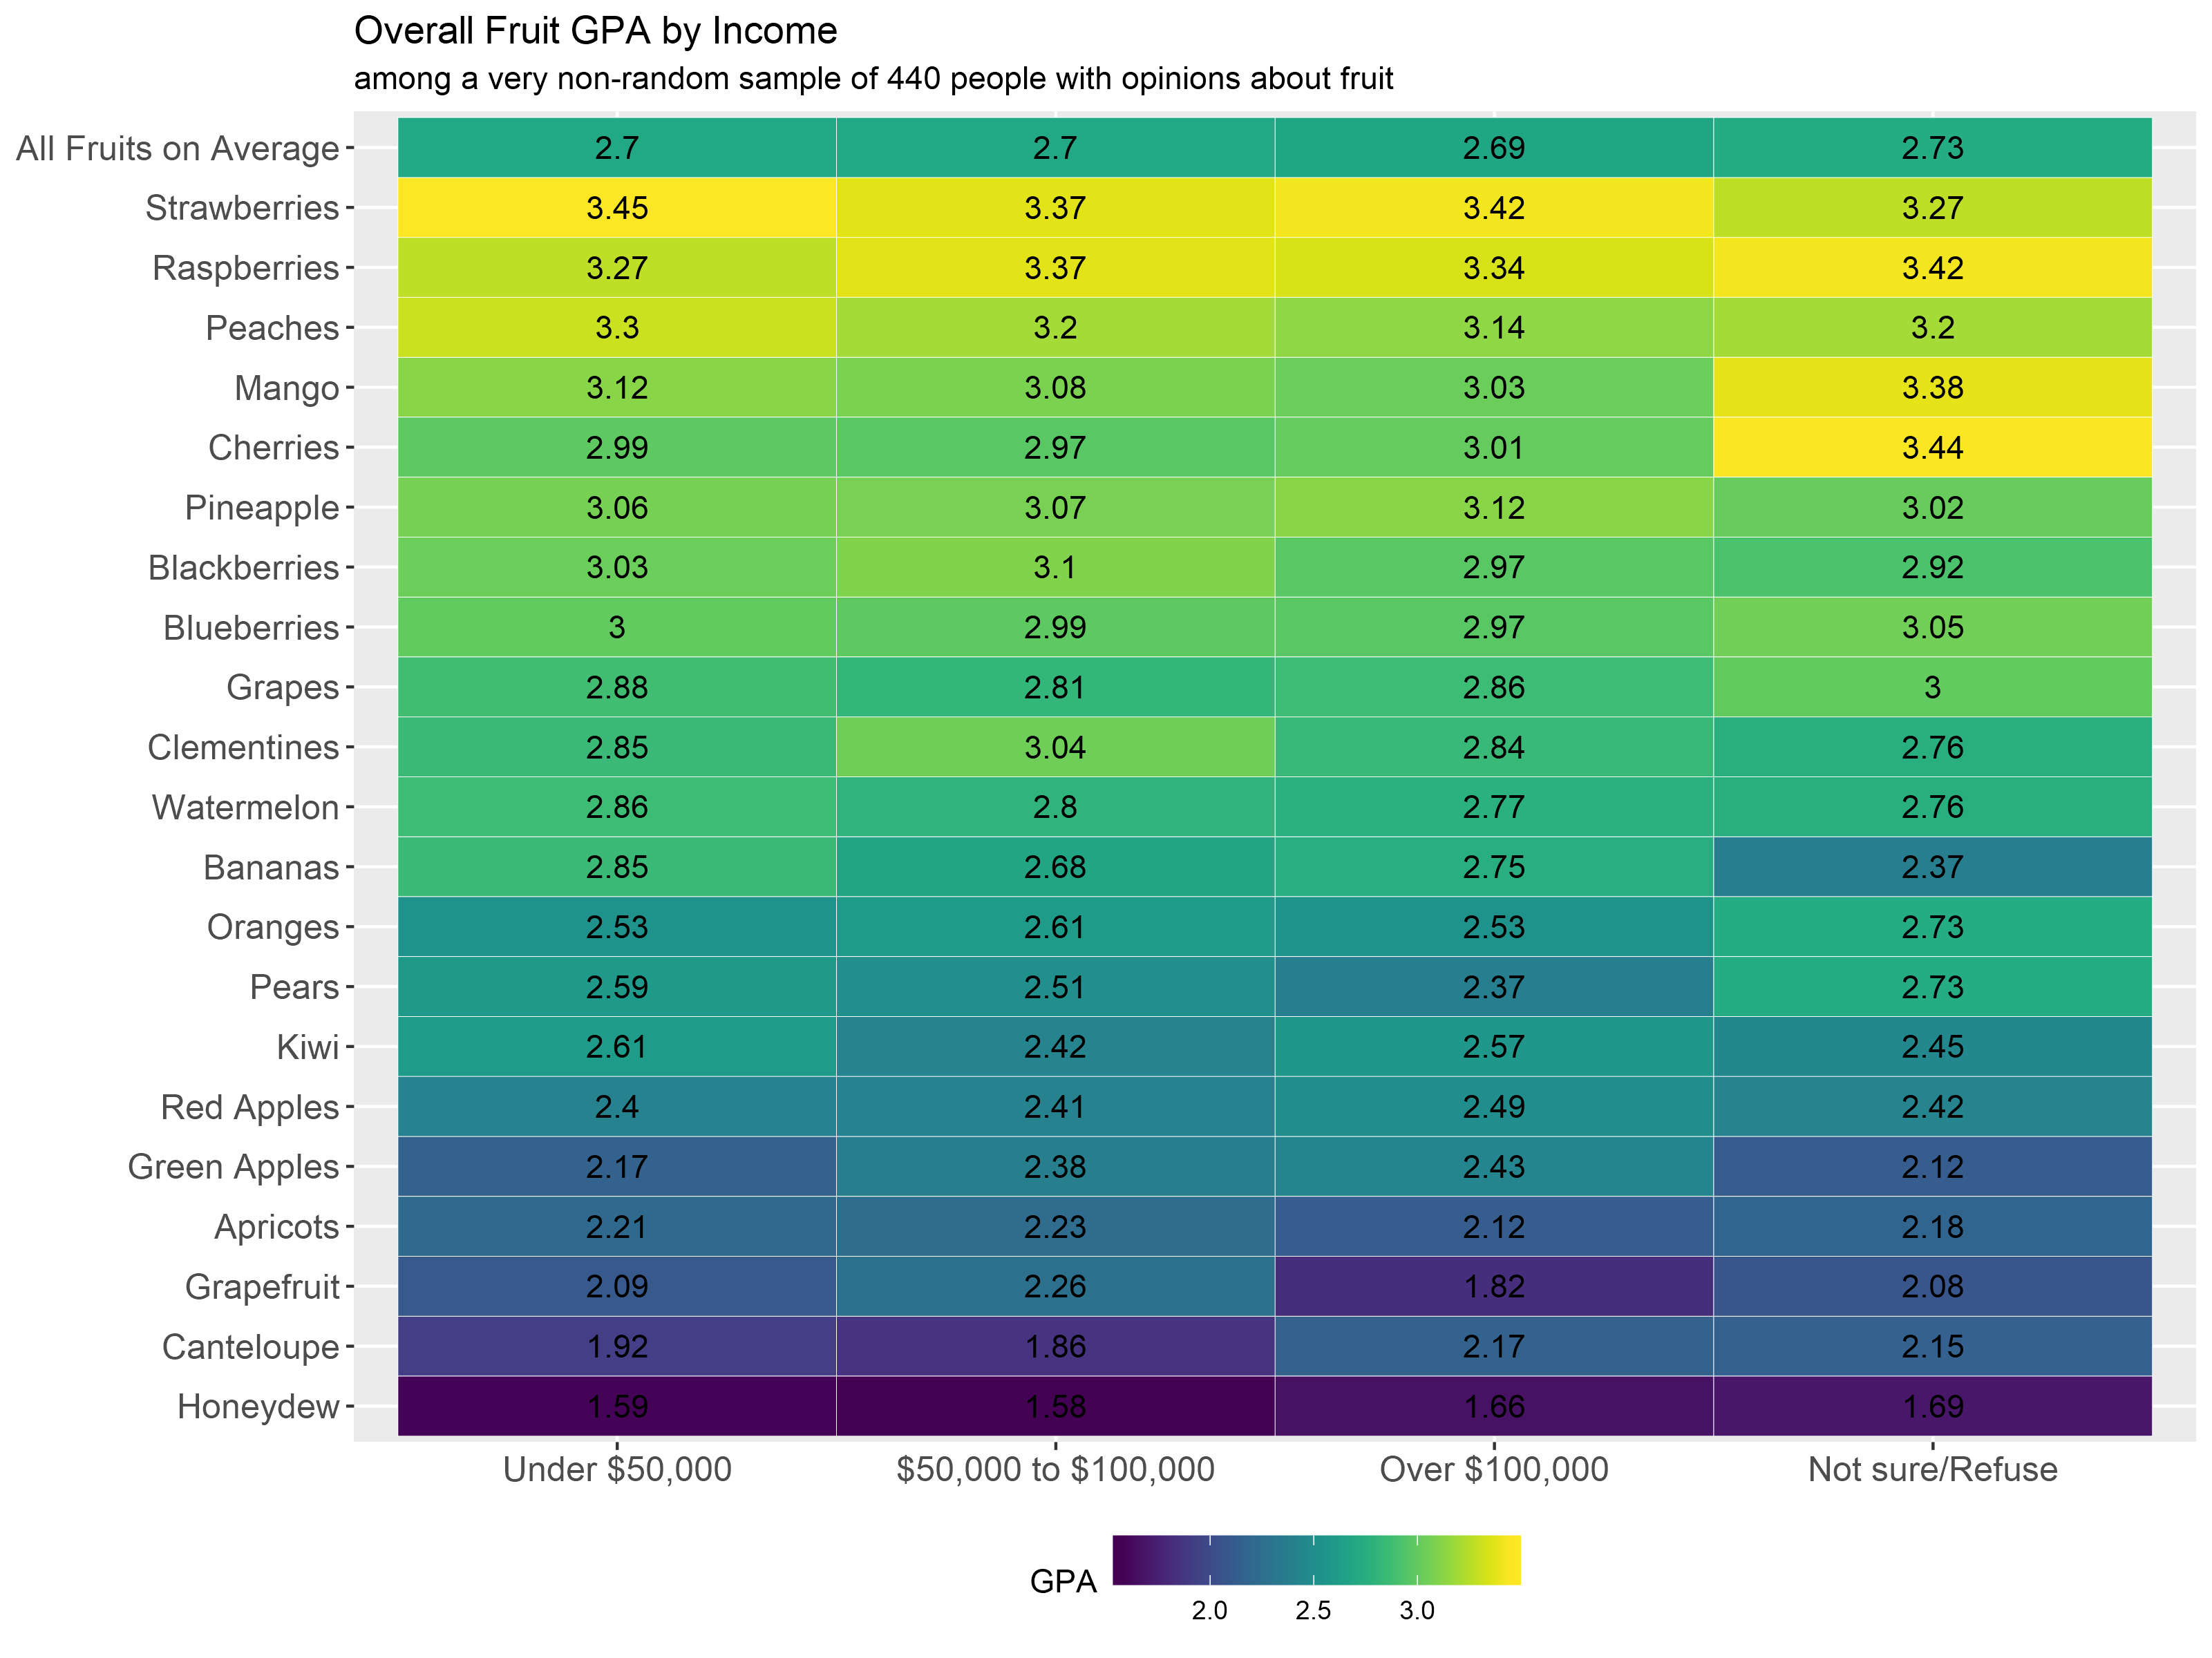 Overall Fruit GPA by Income
among a very non-random sample of 440 people with opinions about fruit
All Fruits on Average 2.7 2.7 2.69 2.73
Strawberries 3.45 3.37 3.42 3.27
Raspberries 3.27 3.37 3.34 3.42
Peaches 3.3 3.2 3.14 3.2
Mango 3.12 3.08 3.03 3.38
Cherries 2.99 2.97 3.01 3.44
Pineapple 3.06 3.07 3.12 3.02
Blackberries 3.03 3.1 2.97 2.92
Blueberries 3 2.99 2.97 3.05
Grapes 2.88 2.81 2.86 3
Clementines 2.85 3.04 2.84 2.76
Watermelon 2.86 2.8 2.77 2.76
Bananas 2.85 2.68 2.75 2.37
Oranges 2.53 2.61 2.53 2.73
Pears 2.59 2.51 2.37 2.73
Kiwi 2.61 2.42 2.57 2.45
Red Apples 2.4 2.41 2.49 2.42
Green Apples 2.17 2.38 2.43 2.12
Apricots 2.21 2.23 2.12 2.18
Grapefruit 2.09 2.26 1.82 2.08
Canteloupe 1.92 1.86 2.17 2.15
Honeydew 1.59 1.58 1.66 1.69
Under $50,000 $50,000 to $100,000 Over $100,000 Not sure/Refuse
GPA
2.0 2.5 3.0